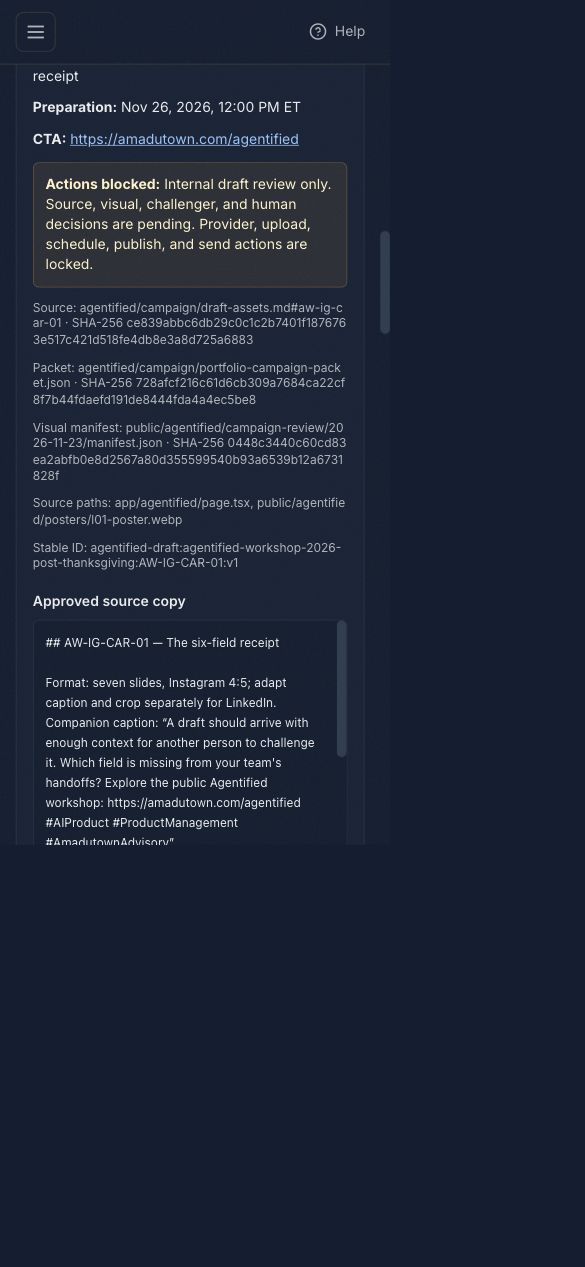 Help
receipt
Preparation: Nov 26, 2026, 12:00 PM ET
CTA: https://amadutown.com/agentified
Actions blocked: Internal draft review only.
Source, visual, challenger, and human
decisions are pending. Provider, upload,
schedule, publish, and send actions are
locked.
Source: agentified/campaign/draft-assets.md#aw-ig-c
ar-01 · SHA-256 ce839abbc6db29c0c1c2b7401f187676
3e517c421d518fe4db8e3a8d725a6883
Packet: agentified/campaign/portfolio-campaign-pack
et.json · SHA-256 728afcf216c61d6cb309a7684ca22cf
8f7b44fdaefd191de8444fda4a4ec5be8
Visual manifest: public/agentified/campaign-review/20
26-11-23/manifest.json · SHA-256 0448c3440c60cd83
ea2abfb0e8d2567a80d355599540b93a6539b12a6731
828f
Source paths: app/agentified/page.tsx, public/agentifie
d/posters/l01-poster.webp
Stable ID: agentified-draft:agentified-workshop-2026-
post-thanksgiving:AW-IG-CAR-01:v1
Approved source copy
## AW-IG-CAR-01 — The six-field receipt
Format: seven slides, Instagram 4:5; adapt
caption and crop separately for LinkedIn.
Companion caption: “A draft should arrive with
enough context for another person to challenge
it. Which field is missing from your team's
handoffs? Explore the public Agentified
workshop: https://amadutown.com/agentified
#AIProduct #ProductManagement
#AmadutownAdvisory”